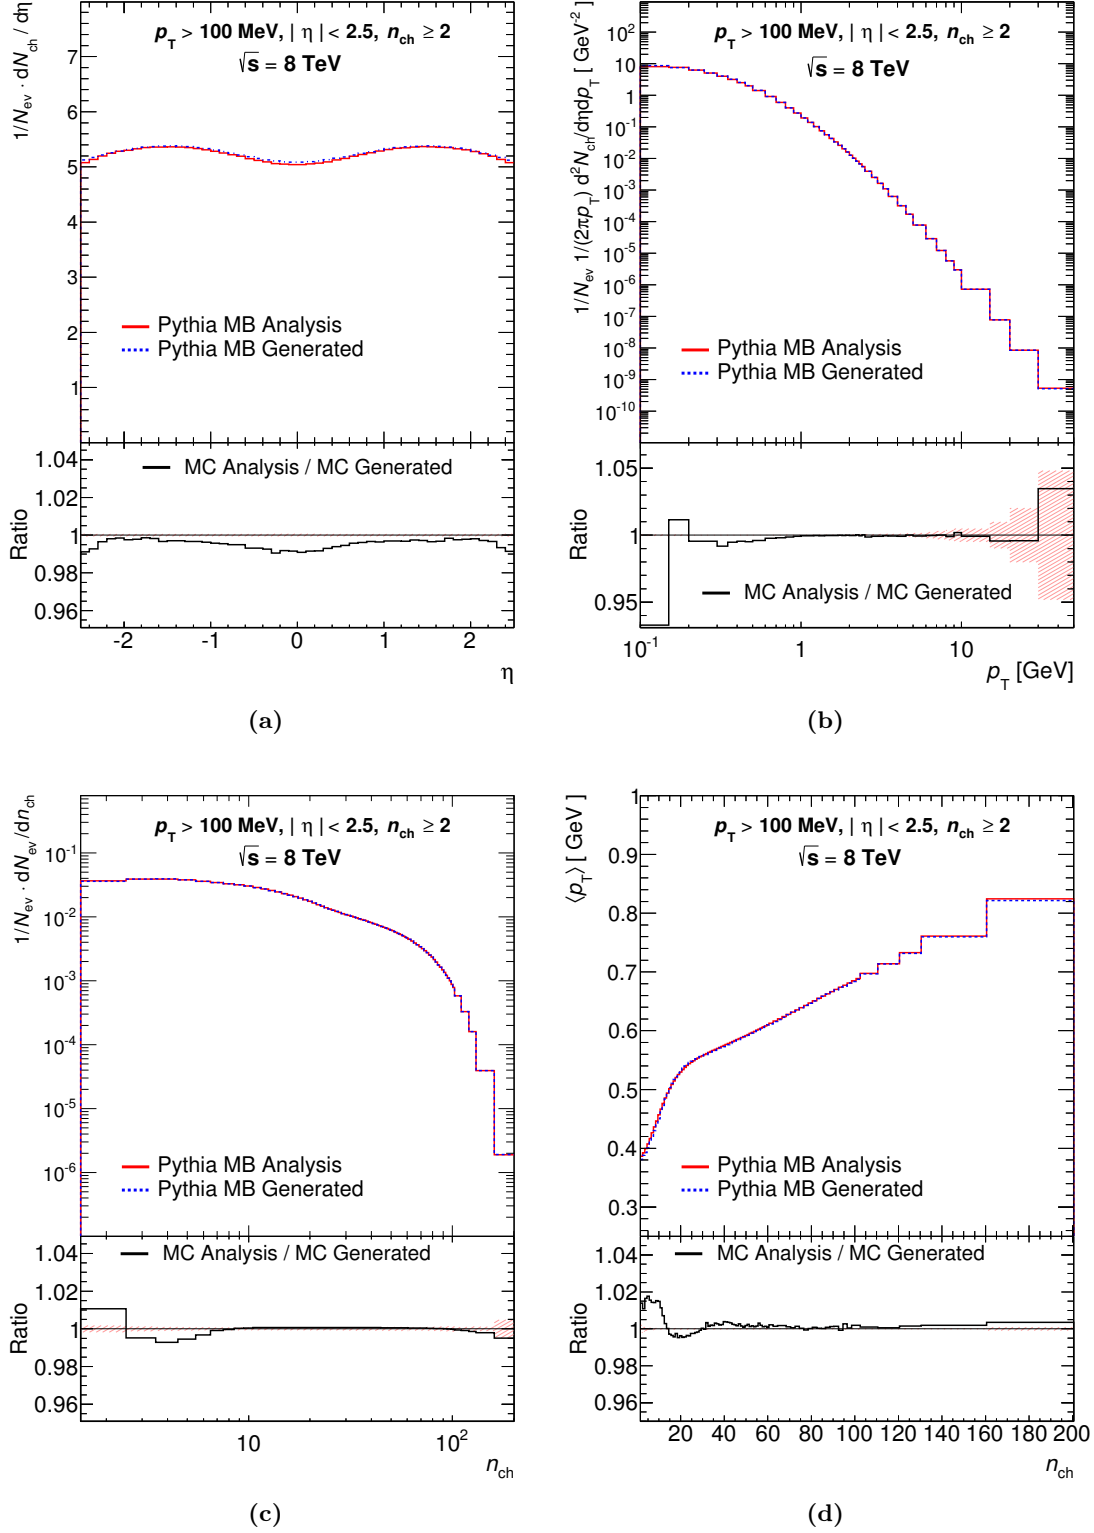 p_T > 100 MeV, | η | < 2.5, n_ch ≥ 2
√s = 8 TeV
1/N_ev · dN_ch / dη
7
6
5
4
3
2
1
Pythia MB Analysis
Pythia MB Generated
MC Analysis / MC Generated
Ratio
1.04
1.02
1
0.98
0.96
-2 -1 0 1 2
η
(a)
p_T > 100 MeV, | η | < 2.5, n_ch ≥ 2
√s = 8 TeV
1/N_ev 1/(2πp_T) d²N_ch/dηdp_T [ GeV⁻² ]
10²
10
1
10⁻¹
10⁻²
10⁻³
10⁻⁴
10⁻⁵
10⁻⁶
10⁻⁷
10⁻⁸
10⁻⁹
10⁻¹⁰
Pythia MB Analysis
Pythia MB Generated
Ratio
1.05
1
0.95
MC Analysis / MC Generated
10⁻¹ 1 10
p_T [GeV]
(b)
p_T > 100 MeV, | η | < 2.5, n_ch ≥ 2
√s = 8 TeV
1/N_ev · dN_ev/dn_ch
10⁻¹
10⁻²
10⁻³
10⁻⁴
10⁻⁵
10⁻⁶
Pythia MB Analysis
Pythia MB Generated
MC Analysis / MC Generated
Ratio
1.04
1.02
1
0.98
0.96
10 10²
n_ch
(c)
p_T > 100 MeV, | η | < 2.5, n_ch ≥ 2
√s = 8 TeV
⟨p_T⟩ [ GeV ]
1
0.9
0.8
0.7
0.6
0.5
0.4
0.3
Pythia MB Analysis
Pythia MB Generated
MC Analysis / MC Generated
Ratio
1.04
1.02
1
0.98
0.96
20 40 60 80 100 120 140 160 180 200
n_ch
(d)